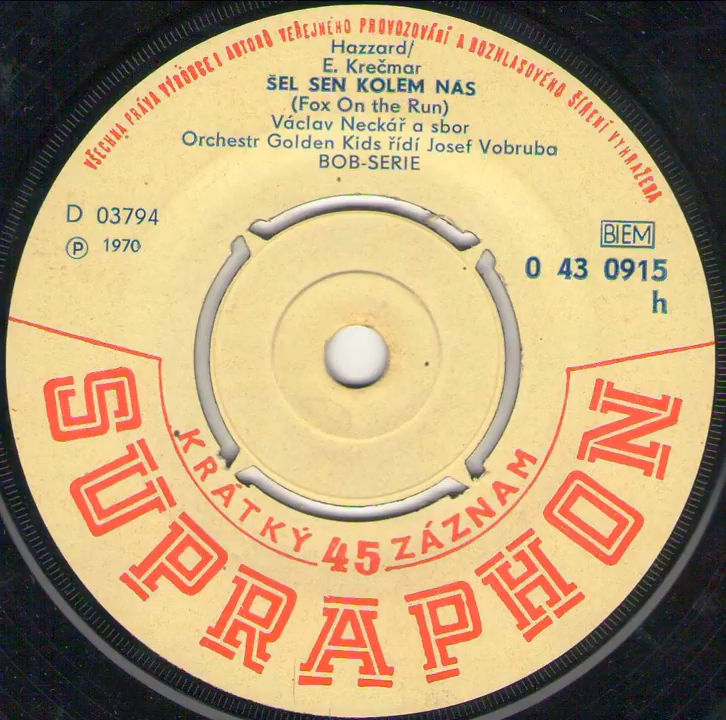 VŠECHNA PRÁVA VÝROBCE I AUTORŮ VEŘEJNÉHO PROVOZOVÁNÍ A ROZHLASOVÉHO ŠÍŘENÍ VYHRAŽENA
Hazzard/
E. Krečmar
ŠEL SEN KOLEM NÁS
(Fox On the Run)
Václav Neckář a sbor
Orchestr Golden Kids řídí Josef Vobruba
BOB-SERIE
D 03794
Ⓟ 1970
BIEM
0 43 0915
h
KRÁTKÝ 45 ZÁZNAM
SUPRAPHON